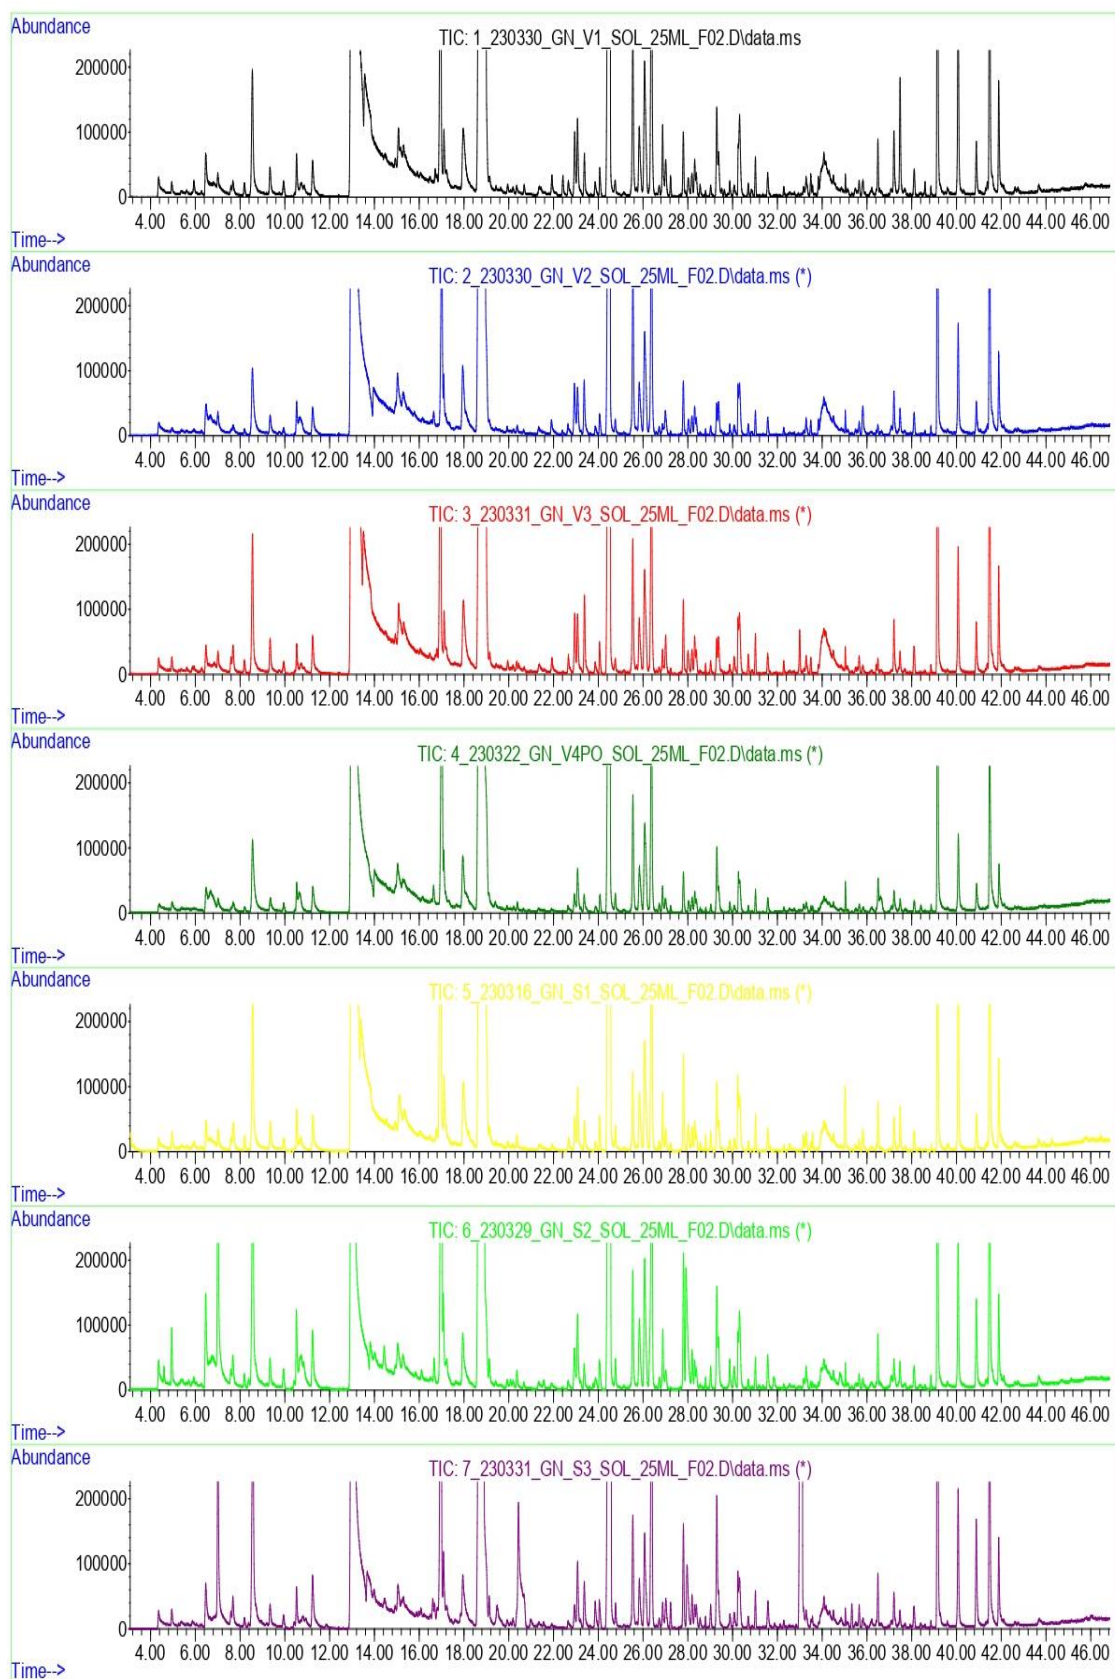 Abundance
TIC: 1_230330_GN_V1_SOL_25ML_F02.D\data.ms
200000
100000
0
4.00 6.00 8.00 10.00 12.00 14.00 16.00 18.00 20.00 22.00 24.00 26.00 28.00 30.00 32.00 34.00 36.00 38.00 40.00 42.00 44.00 46.00
Time-->
Abundance
TIC: 2_230330_GN_V2_SOL_25ML_F02.D\data.ms (*)
200000
100000
0
4.00 6.00 8.00 10.00 12.00 14.00 16.00 18.00 20.00 22.00 24.00 26.00 28.00 30.00 32.00 34.00 36.00 38.00 40.00 42.00 44.00 46.00
Time-->
Abundance
TIC: 3_230331_GN_V3_SOL_25ML_F02.D\data.ms (*)
200000
100000
0
4.00 6.00 8.00 10.00 12.00 14.00 16.00 18.00 20.00 22.00 24.00 26.00 28.00 30.00 32.00 34.00 36.00 38.00 40.00 42.00 44.00 46.00
Time-->
Abundance
TIC: 4_230322_GN_V4PO_SOL_25ML_F02.D\data.ms (*)
200000
100000
0
4.00 6.00 8.00 10.00 12.00 14.00 16.00 18.00 20.00 22.00 24.00 26.00 28.00 30.00 32.00 34.00 36.00 38.00 40.00 42.00 44.00 46.00
Time-->
Abundance
TIC: 5_230316_GN_S1_SOL_25ML_F02.D\data.ms (*)
200000
100000
0
4.00 6.00 8.00 10.00 12.00 14.00 16.00 18.00 20.00 22.00 24.00 26.00 28.00 30.00 32.00 34.00 36.00 38.00 40.00 42.00 44.00 46.00
Time-->
Abundance
TIC: 6_230329_GN_S2_SOL_25ML_F02.D\data.ms (*)
200000
100000
0
4.00 6.00 8.00 10.00 12.00 14.00 16.00 18.00 20.00 22.00 24.00 26.00 28.00 30.00 32.00 34.00 36.00 38.00 40.00 42.00 44.00 46.00
Time-->
Abundance
TIC: 7_230331_GN_S3_SOL_25ML_F02.D\data.ms (*)
200000
100000
0
4.00 6.00 8.00 10.00 12.00 14.00 16.00 18.00 20.00 22.00 24.00 26.00 28.00 30.00 32.00 34.00 36.00 38.00 40.00 42.00 44.00 46.00
Time-->